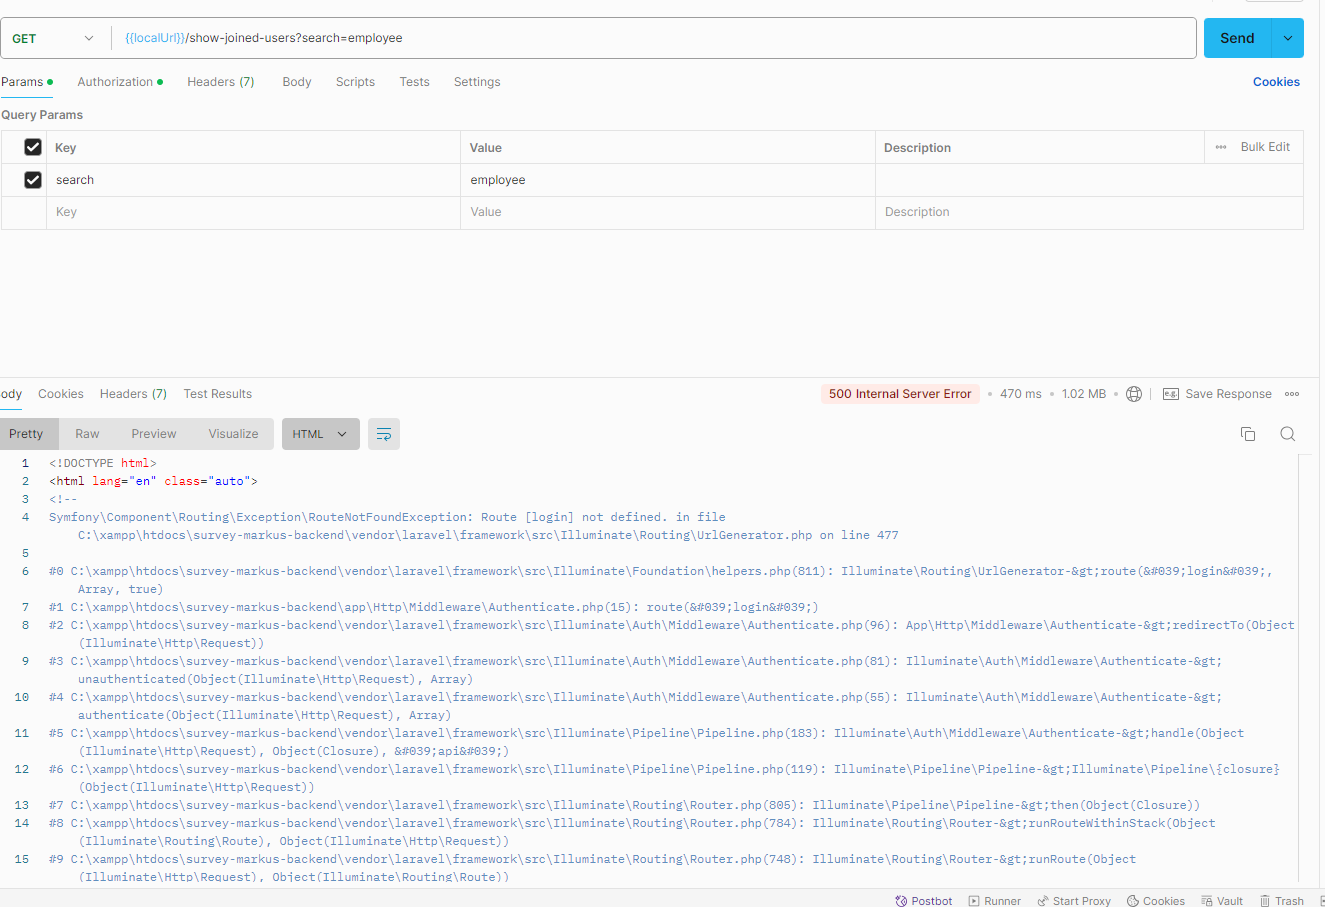 GET {{localUrl}}/show-joined-users?search=employee Send
Params Authorization Headers (7) Body Scripts Tests Settings Cookies
Query Params
Key Value Description Bulk Edit
search employee
Key Value Description
ody Cookies Headers (7) Test Results 500 Internal Server Error 470 ms 1.02 MB e.g. Save Response
Pretty Raw Preview Visualize HTML
1 <!DOCTYPE html>
2 <html lang="en" class="auto">
3 <!--
4 Symfony\Component\Routing\Exception\RouteNotFoundException: Route [login] not defined. in file
C:\xampp\htdocs\survey-markus-backend\vendor\laravel\framework\src\Illuminate\Routing\UrlGenerator.php on line 477
5
6 #0 C:\xampp\htdocs\survey-markus-backend\vendor\laravel\framework\src\Illuminate\Foundation\helpers.php(811): Illuminate\Routing\UrlGenerator-&gt;route(&#039;login&#039;,
Array, true)
7 #1 C:\xampp\htdocs\survey-markus-backend\app\Http\Middleware\Authenticate.php(15): route(&#039;login&#039;)
8 #2 C:\xampp\htdocs\survey-markus-backend\vendor\laravel\framework\src\Illuminate\Auth\Middleware\Authenticate.php(96): App\Http\Middleware\Authenticate-&gt;redirectTo(Object
(Illuminate\Http\Request))
9 #3 C:\xampp\htdocs\survey-markus-backend\vendor\laravel\framework\src\Illuminate\Auth\Middleware\Authenticate.php(81): Illuminate\Auth\Middleware\Authenticate-&gt;
unauthenticated(Object(Illuminate\Http\Request), Array)
10 #4 C:\xampp\htdocs\survey-markus-backend\vendor\laravel\framework\src\Illuminate\Auth\Middleware\Authenticate.php(55): Illuminate\Auth\Middleware\Authenticate-&gt;
authenticate(Object(Illuminate\Http\Request), Array)
11 #5 C:\xampp\htdocs\survey-markus-backend\vendor\laravel\framework\src\Illuminate\Pipeline\Pipeline.php(183): Illuminate\Auth\Middleware\Authenticate-&gt;handle(Object
(Illuminate\Http\Request), Object(Closure), &#039;api&#039;)
12 #6 C:\xampp\htdocs\survey-markus-backend\vendor\laravel\framework\src\Illuminate\Pipeline\Pipeline.php(119): Illuminate\Pipeline\Pipeline-&gt;Illuminate\Pipeline\{closure}
(Object(Illuminate\Http\Request))
13 #7 C:\xampp\htdocs\survey-markus-backend\vendor\laravel\framework\src\Illuminate\Routing\Router.php(805): Illuminate\Pipeline\Pipeline-&gt;then(Object(Closure))
14 #8 C:\xampp\htdocs\survey-markus-backend\vendor\laravel\framework\src\Illuminate\Routing\Router.php(784): Illuminate\Routing\Router-&gt;runRouteWithinStack(Object
(Illuminate\Routing\Route), Object(Illuminate\Http\Request))
15 #9 C:\xampp\htdocs\survey-markus-backend\vendor\laravel\framework\src\Illuminate\Routing\Router.php(748): Illuminate\Routing\Router-&gt;runRoute(Object
(Illuminate\Http\Request), Object(Illuminate\Routing\Route))
Postbot Runner Start Proxy Cookies Vault Trash